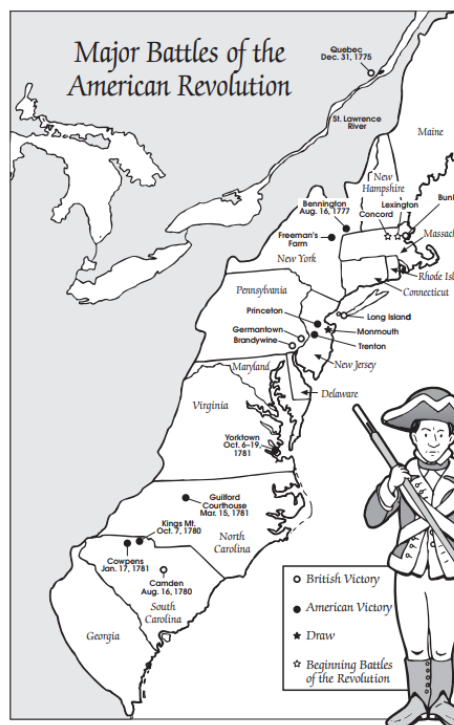 Major Battles of the
American Revolution
Quebec
Dec. 31, 1775
St. Lawrence
River
Maine
New
Hampshire
Bennington
Aug. 16, 1777
Lexington
Concord
Bunk
Freeman's
Farm
Massach
New York
Rhode Isl
Connecticut
Pennsylvania
Princeton
Long Island
Germantown
Monmouth
Brandywine
Trenton
New Jersey
Maryland
Delaware
Virginia
Yorktown
Oct. 6–19,
1781
Guilford
Courthouse
Mar. 15, 1781
Kings Mt.
Oct. 7, 1780
North
Carolina
Cowpens
Jan. 17, 1781
Camden
Aug. 16, 1780
South
Carolina
Georgia
British Victory
American Victory
Draw
Beginning Battles
of the Revolution